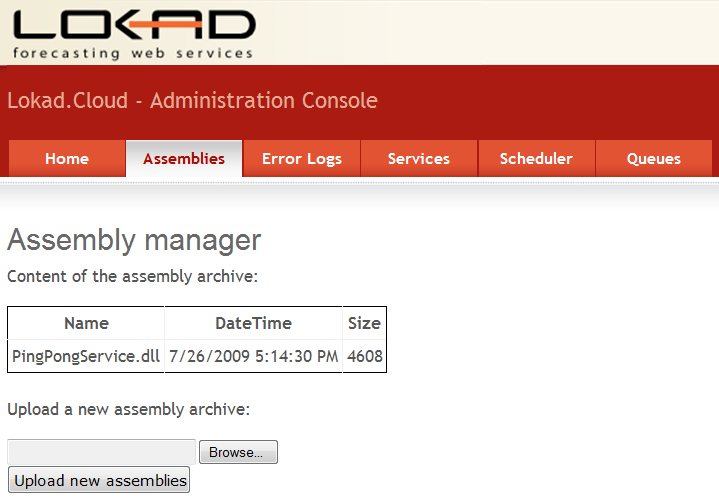 LOKAD
forecasting web services
Lokad.Cloud - Administration Console
Home Assemblies Error Logs Services Scheduler Queues
Assembly manager
Content of the assembly archive:
Name DateTime Size
PingPongService.dll 7/26/2009 5:14:30 PM 4608
Upload a new assembly archive:
Browse...
Upload new assemblies